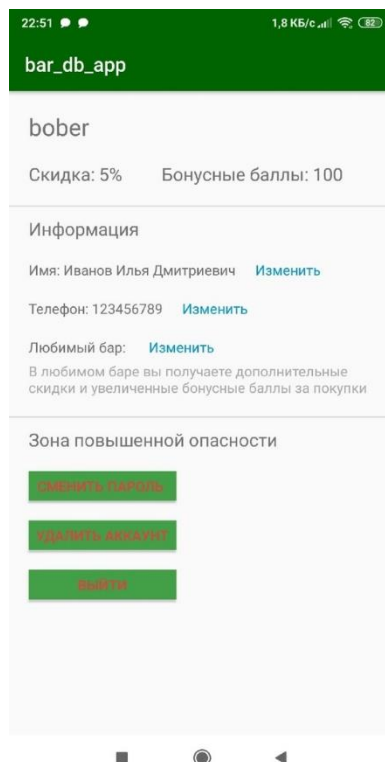 22:51 1,8 КБ/с 82
bar_db_app
bober
Скидка: 5% Бонусные баллы: 100
Информация
Имя: Иванов Илья Дмитриевич Изменить
Телефон: 123456789 Изменить
Любимый бар: Изменить
В любимом баре вы получаете дополнительные
скидки и увеличенные бонусные баллы за покупки
Зона повышенной опасности
СМЕНИТЬ ПАРОЛЬ
УДАЛИТЬ АККАУНТ
ВЫЙТИ